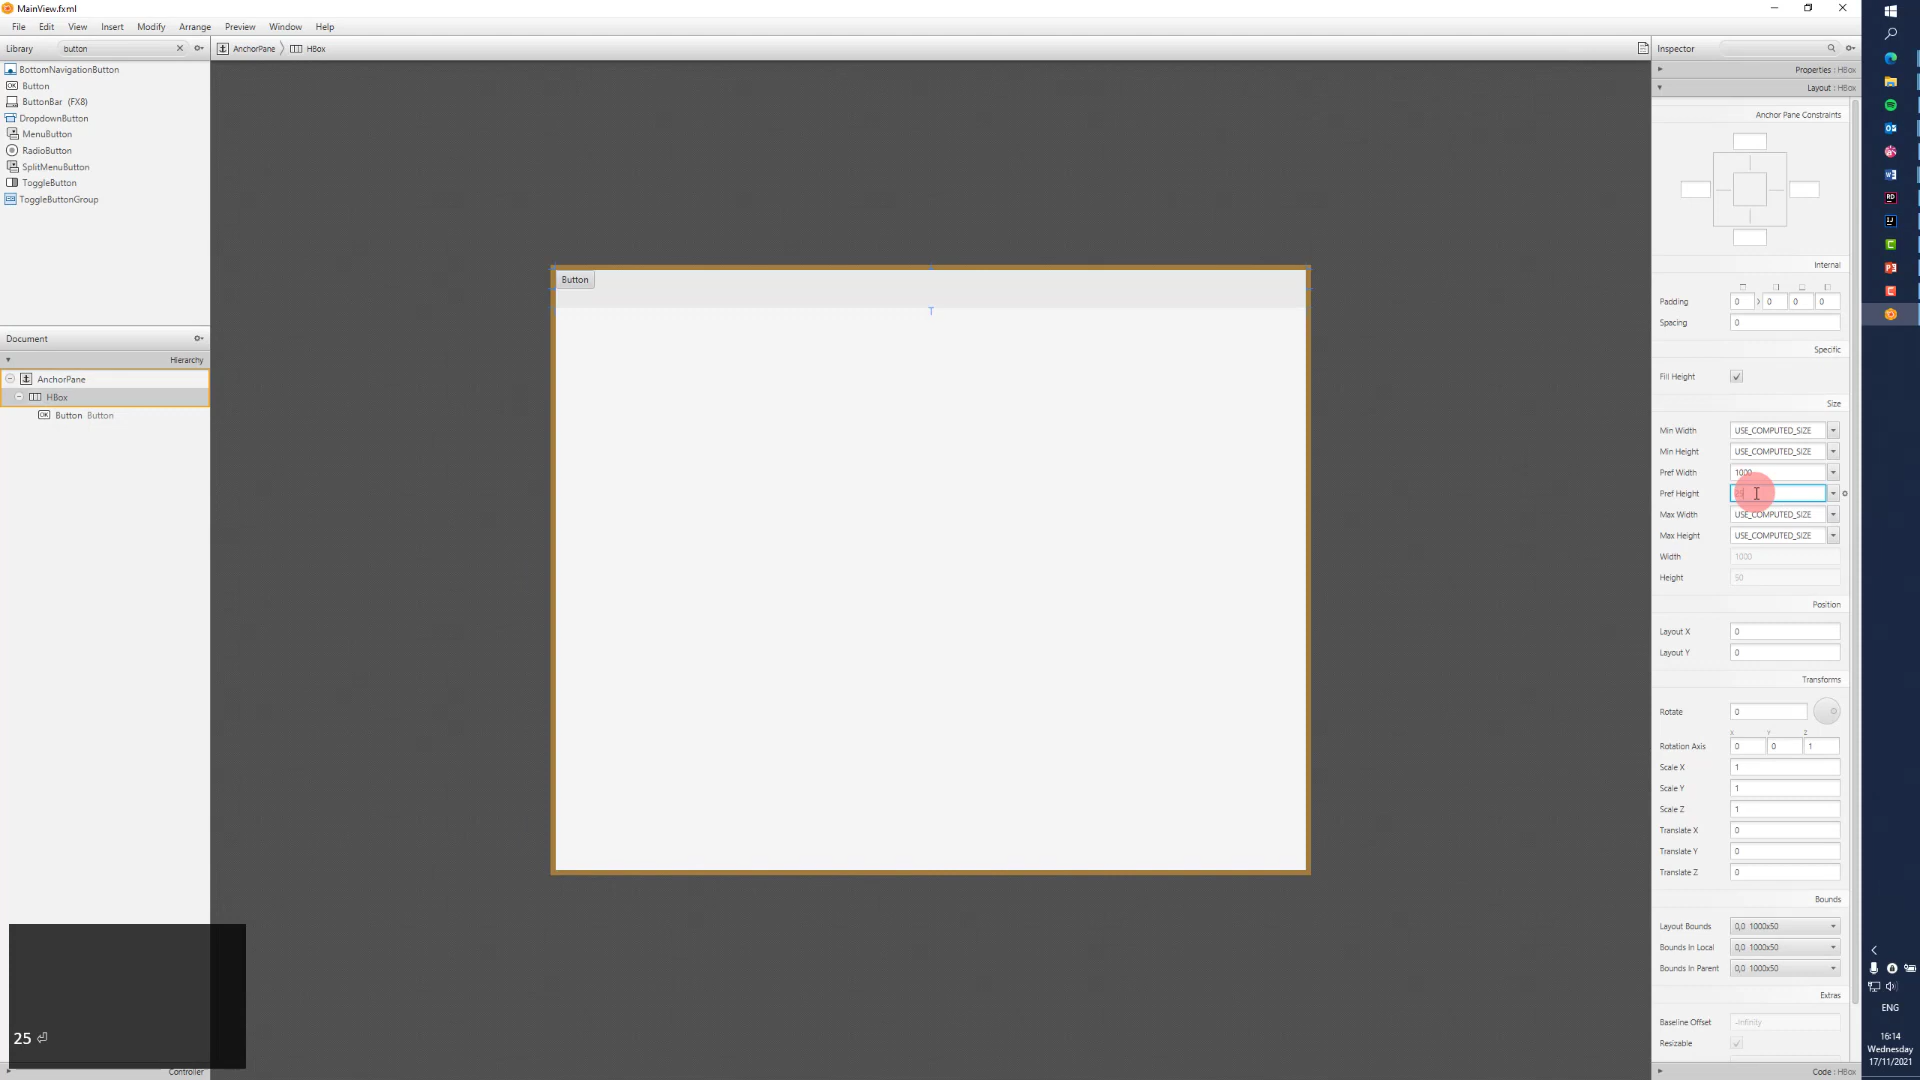 MainView.fxml
File Edit View Insert Modify Arrange Preview Window Help
Library button
AnchorPane HBox
Inspector
BottomNavigationButton
Button
ButtonBar (FX8)
DropdownButton
MenuButton
RadioButton
SplitMenuButton
ToggleButton
ToggleButtonGroup
Document
Hierarchy
AnchorPane
HBox
Button Button
Controller
Button
Properties : HBox
Layout : HBox
Anchor Pane Constraints
Internal
Padding 0 0 0 0
Spacing 0
Specific
Fill Height
Size
Min Width USE_COMPUTED_SIZE
Min Height USE_COMPUTED_SIZE
Pref Width 1000
Pref Height 25
Max Width USE_COMPUTED_SIZE
Max Height USE_COMPUTED_SIZE
Width 1000
Height 50
Position
Layout X 0
Layout Y 0
Transforms
Rotate 0
X Y Z
Rotation Axis 0 0 1
Scale X 1
Scale Y 1
Scale Z 1
Translate X 0
Translate Y 0
Translate Z 0
Bounds
Layout Bounds 0,0 1000x50
Bounds In Local 0,0 1000x50
Bounds In Parent 0,0 1000x50
Extras
Baseline Offset -Infinity
Resizable
Code : HBox
25 ⏎
ENG
16:14
Wednesday
17/11/2021